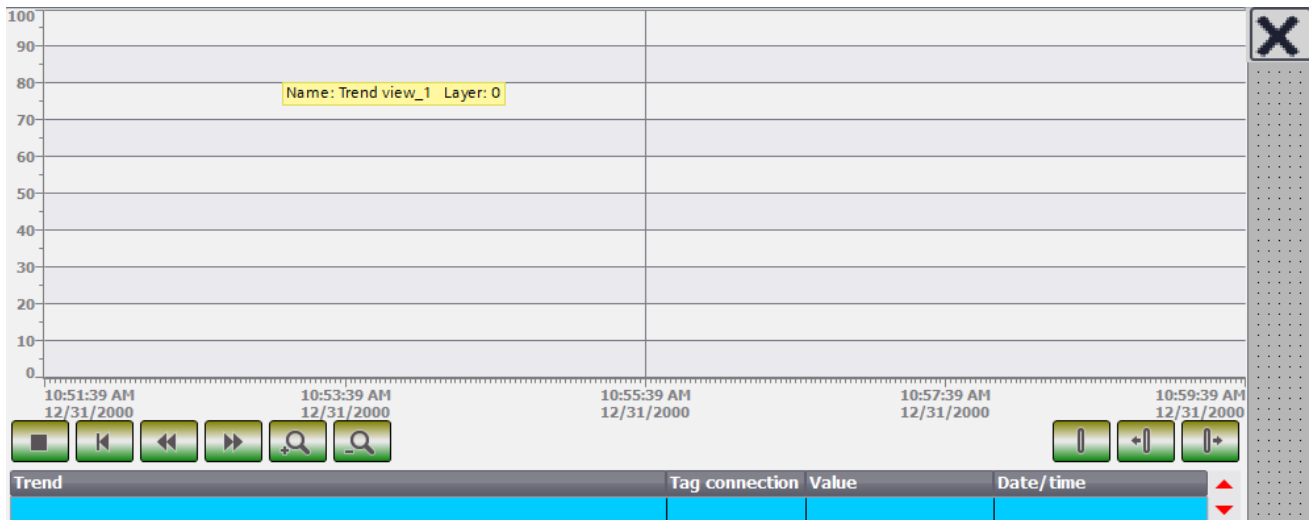 100
90
80
Name: Trend view_1 Layer: 0
70
60
50
40
30
20
10
0
10:51:39 AM 10:53:39 AM 10:55:39 AM 10:57:39 AM 10:59:39 AM
12/31/2000 12/31/2000 12/31/2000 12/31/2000 12/31/2000
Trend Tag connection Value Date/time